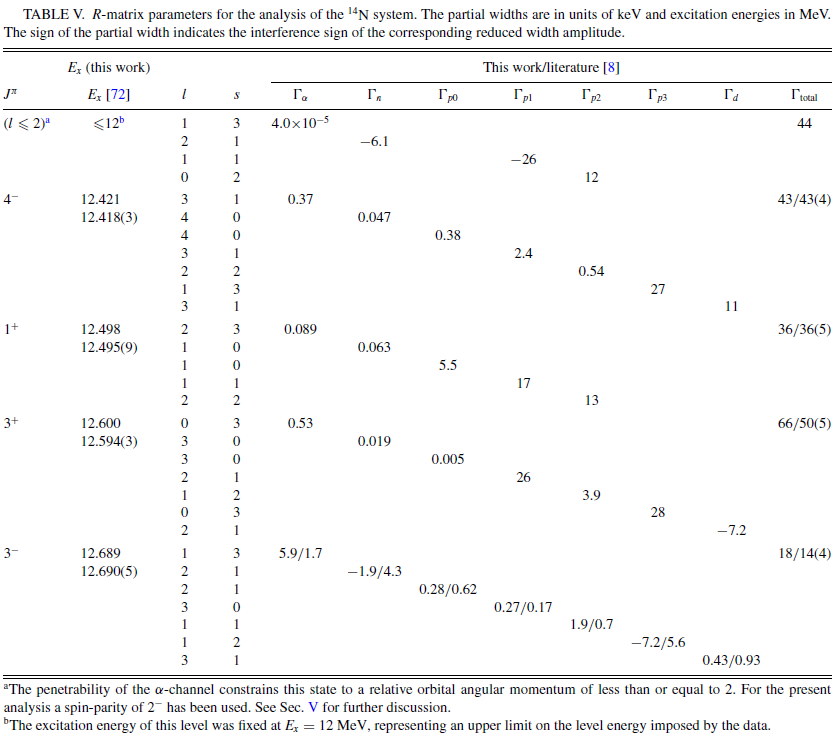 TABLE V. R-matrix parameters for the analysis of the ¹⁴N system. The partial widths are in units of keV and excitation energies in MeV.
The sign of the partial width indicates the interference sign of the corresponding reduced width amplitude.
Eₓ (this work) This work/literature [8]
Jπ Eₓ [72] l s Γα Γn Γp0 Γp1 Γp2 Γp3 Γd Γtotal
(l ⩽ 2)ᵃ ⩽12ᵇ 1 3 4.0×10⁻⁵ 44
2 1 −6.1
1 1 −26
0 2 12
4⁻ 12.421 3 1 0.37 43/43(4)
12.418(3) 4 0 0.047
4 0 0.38
3 1 2.4
2 2 0.54
1 3 27
3 1 11
1⁺ 12.498 2 3 0.089 36/36(5)
12.495(9) 1 0 0.063
1 0 5.5
1 1 17
2 2 13
3⁺ 12.600 0 3 0.53 66/50(5)
12.594(3) 3 0 0.019
3 0 0.005
2 1 26
1 2 3.9
0 3 28
2 1 −7.2
3⁻ 12.689 1 3 5.9/1.7 18/14(4)
12.690(5) 2 1 −1.9/4.3
2 1 0.28/0.62
3 0 0.27/0.17
1 1 1.9/0.7
1 2 −7.2/5.6
3 1 0.43/0.93
ᵃThe penetrability of the α-channel constrains this state to a relative orbital angular momentum of less than or equal to 2. For the present
analysis a spin-parity of 2⁻ has been used. See Sec. V for further discussion.
ᵇThe excitation energy of this level was fixed at Eₓ = 12 MeV, representing an upper limit on the level energy imposed by the data.